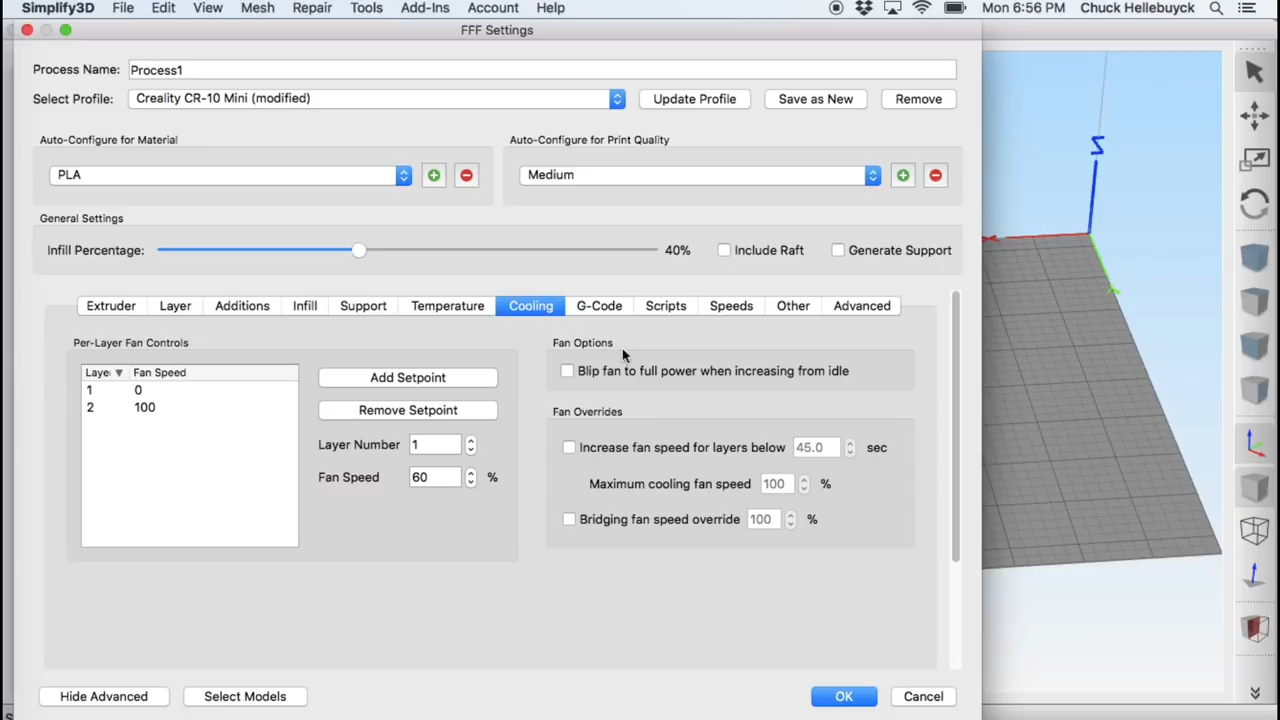 Simplify3D File Edit View Mesh Repair Tools Add-Ins Account Help Mon 6:56 PM Chuck Hellebuyck
FFF Settings
Process Name: Process1
Select Profile: Creality CR-10 Mini (modified) Update Profile Save as New Remove
Auto-Configure for Material Auto-Configure for Print Quality
PLA Medium
General Settings
Infill Percentage: 40% Include Raft Generate Support
Extruder Layer Additions Infill Support Temperature Cooling G-Code Scripts Speeds Other Advanced
Per-Layer Fan Controls Fan Options
Fan Speed Add Setpoint Blip fan to full power when increasing from idle
1 0
2 100 Remove Setpoint Fan Overrides
Layer Number 1 Increase fan speed for layers below 45.0 sec
Fan Speed 60 % Maximum cooling fan speed 100 %
Bridging fan speed override 100 %
Hide Advanced Select Models OK Cancel
Z